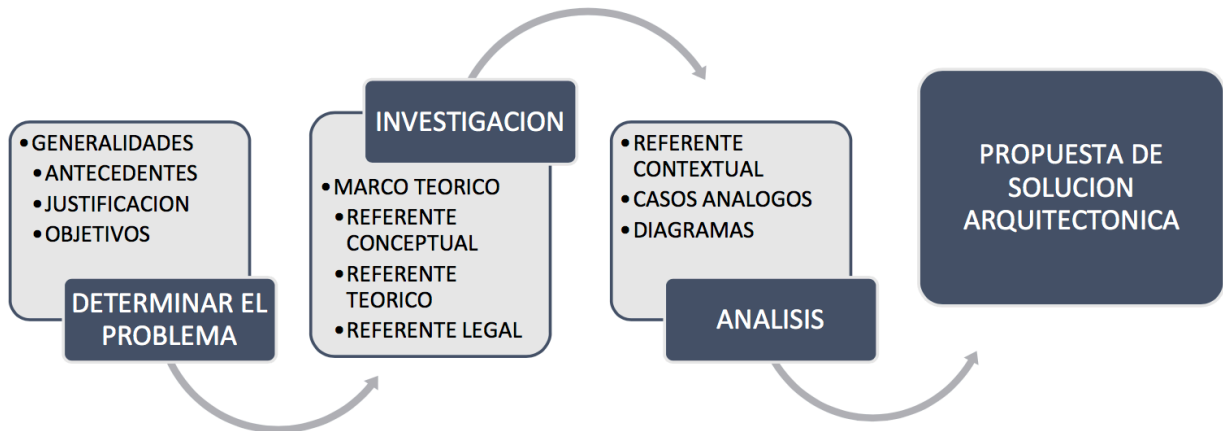 • GENERALIDADES
• ANTECEDENTES
• JUSTIFICACION
• OBJETIVOS
DETERMINAR EL
PROBLEMA
INVESTIGACION
• MARCO TEORICO
• REFERENTE
CONCEPTUAL
• REFERENTE
TEORICO
• REFERENTE LEGAL
• REFERENTE
CONTEXTUAL
• CASOS ANALOGOS
• DIAGRAMAS
ANALISIS
PROPUESTA DE
SOLUCION
ARQUITECTONICA